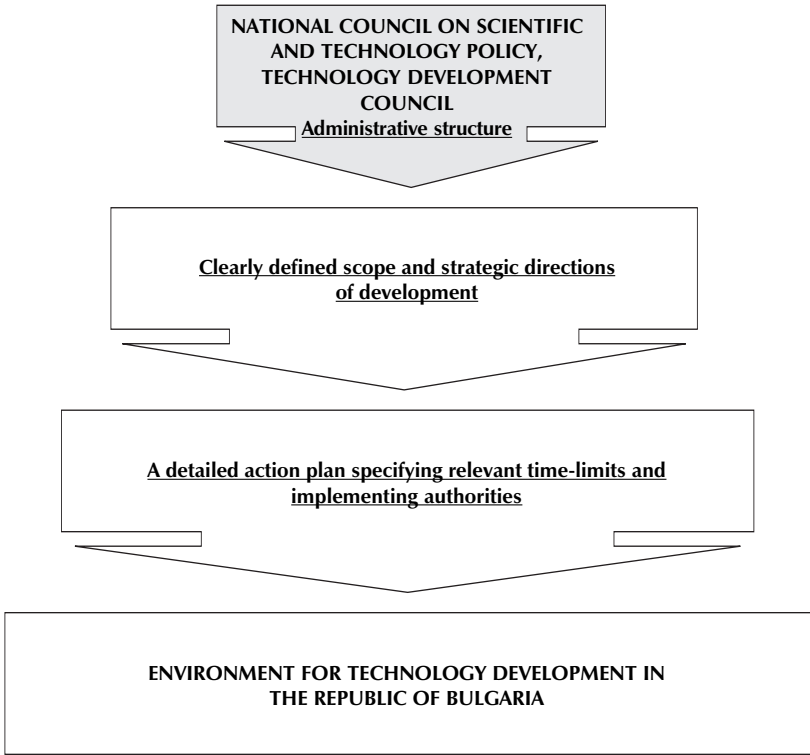 NATIONAL COUNCIL ON SCIENTIFIC
AND TECHNOLOGY POLICY,
TECHNOLOGY DEVELOPMENT
COUNCIL
Administrative structure
Clearly defined scope and strategic directions
of development
A detailed action plan specifying relevant time-limits and
implementing authorities
ENVIRONMENT FOR TECHNOLOGY DEVELOPMENT IN
THE REPUBLIC OF BULGARIA